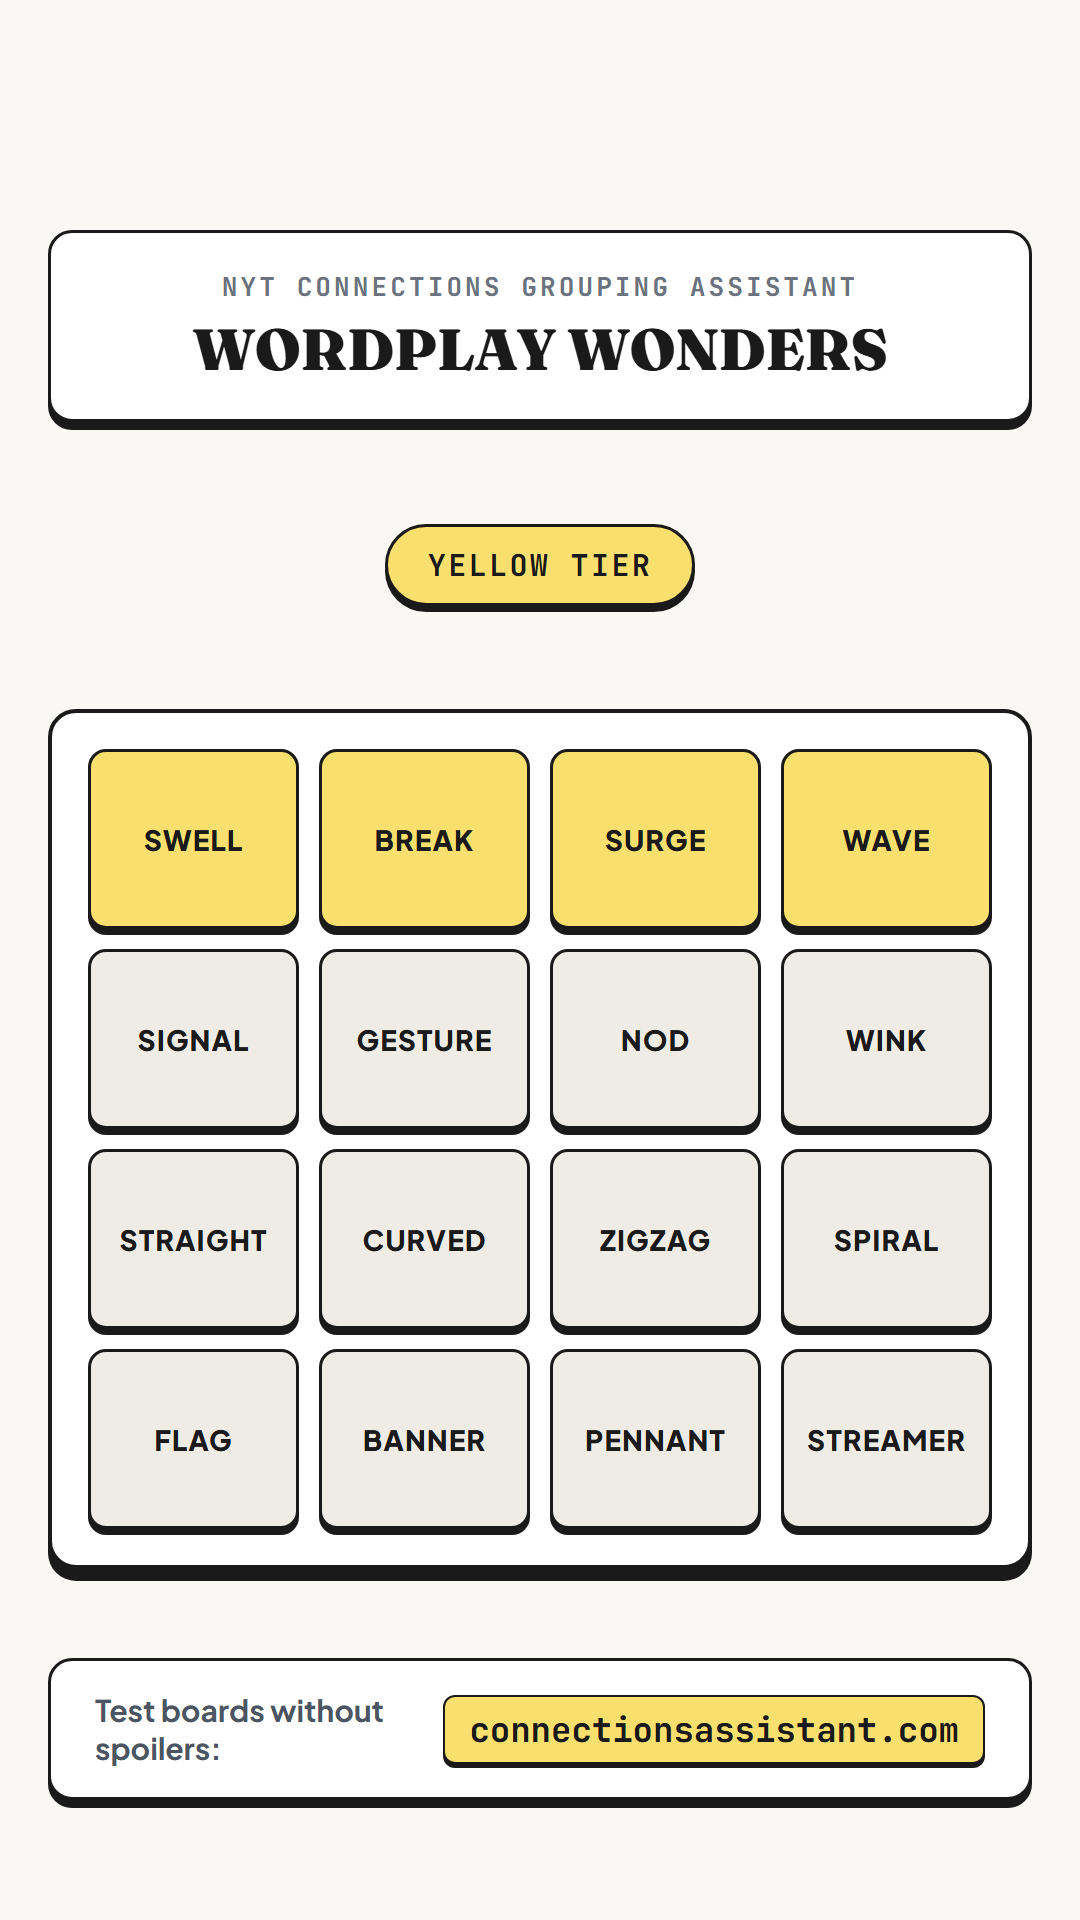 NYT CONNECTIONS GROUPING ASSISTANT
WORDPLAY WONDERS
YELLOW TIER
SWELL BREAK SURGE WAVE
SIGNAL GESTURE NOD WINK
STRAIGHT CURVED ZIGZAG SPIRAL
FLAG BANNER PENNANT STREAMER
Test boards without
spoilers:
connectionsassistant.com